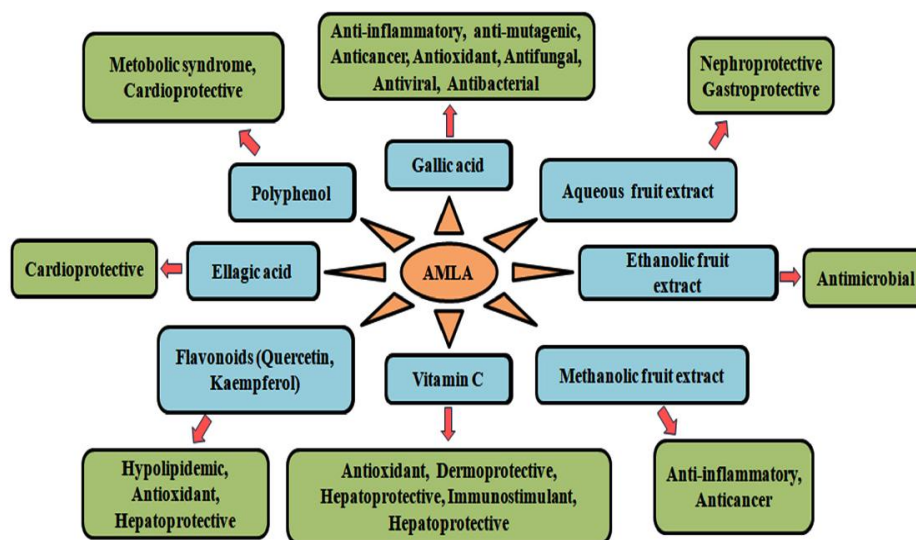 Anti-inflammatory, anti-mutagenic,
Anticancer, Antioxidant, Antifungal,
Antiviral, Antibacterial
Metobolic syndrome,
Cardioprotective
Nephroprotective
Gastroprotective
Gallic acid
Polyphenol
Aqueous fruit extract
Cardioprotective
Ellagic acid
AMLA
Ethanolic fruit
extract
Antimicrobial
Flavonoids (Quercetin,
Kaempferol)
Vitamin C
Methanolic fruit extract
Hypolipidemic,
Antioxidant,
Hepatoprotective
Antioxidant, Dermoprotective,
Hepatoprotective, Immunostimulant,
Hepatoprotective
Anti-inflammatory,
Anticancer